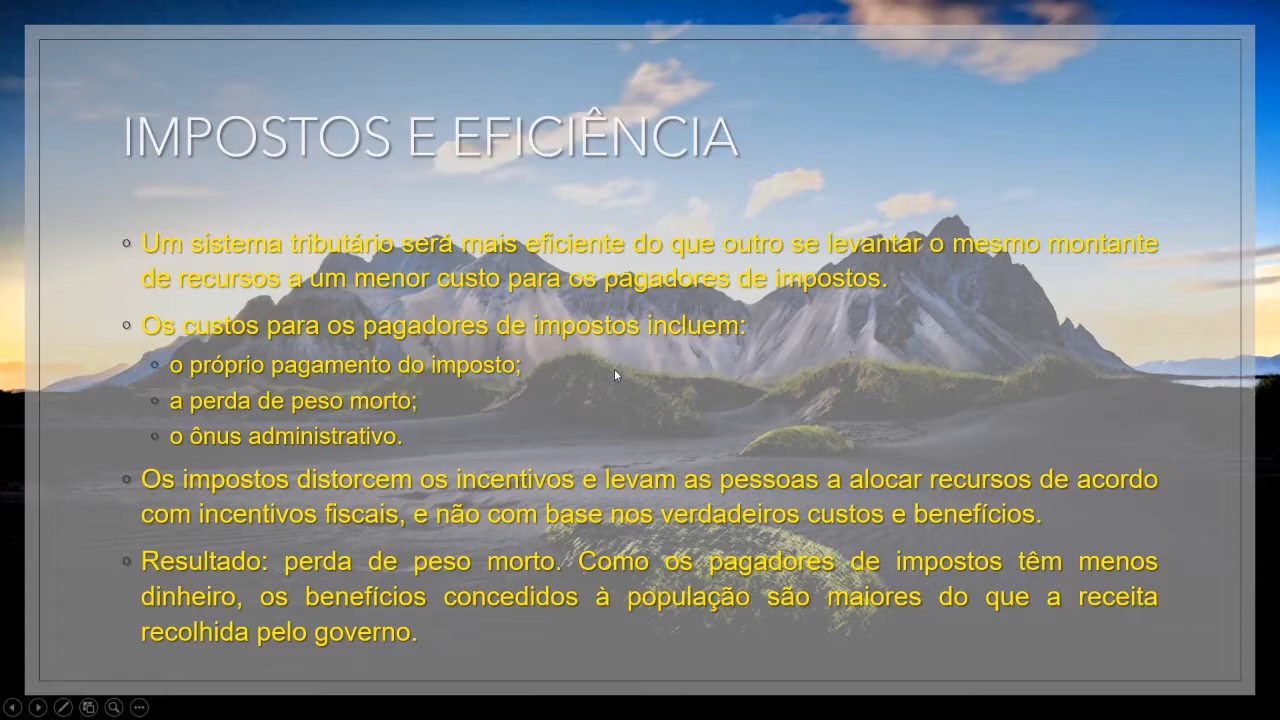 IMPOSTOS E EFICIÊNCIA
Um sistema tributário será mais eficiente do que outro se levantar o mesmo montante
de recursos a um menor custo para os pagadores de impostos.
Os custos para os pagadores de impostos incluem:
o próprio pagamento do imposto;
a perda de peso morto;
o ônus administrativo.
Os impostos distorcem os incentivos e levam as pessoas a alocar recursos de acordo
com incentivos fiscais, e não com base nos verdadeiros custos e benefícios.
Resultado: perda de peso morto. Como os pagadores de impostos têm menos
dinheiro, os benefícios concedidos à população são maiores do que a receita
recolhida pelo governo.